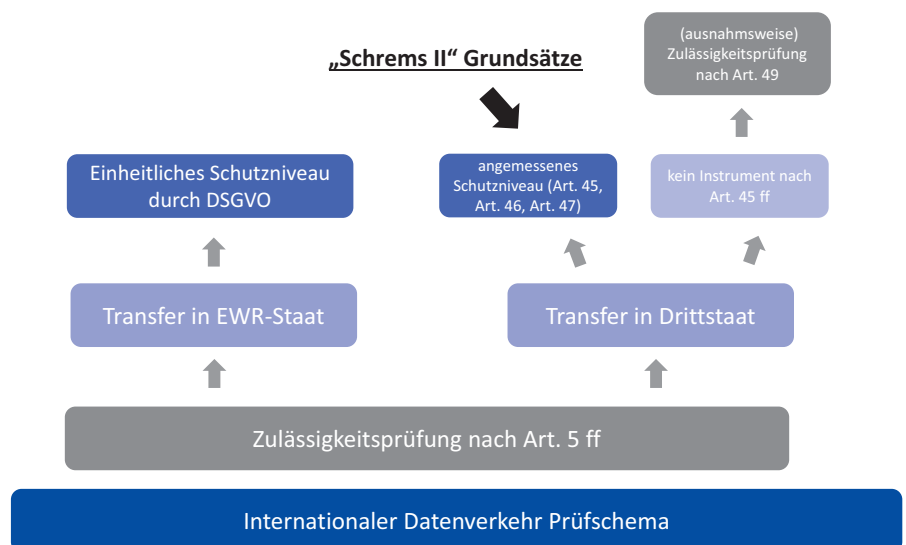 „Schrems II“ Grundsätze
(ausnahmsweise)
Zulässigkeitsprüfung
nach Art. 49
Einheitliches Schutzniveau
durch DSGVO
angemessenes
Schutzniveau (Art. 45,
Art. 46, Art. 47)
kein Instrument nach
Art. 45 ff
Transfer in EWR-Staat
Transfer in Drittstaat
Zulässigkeitsprüfung nach Art. 5 ff
Internationaler Datenverkehr Prüfschema